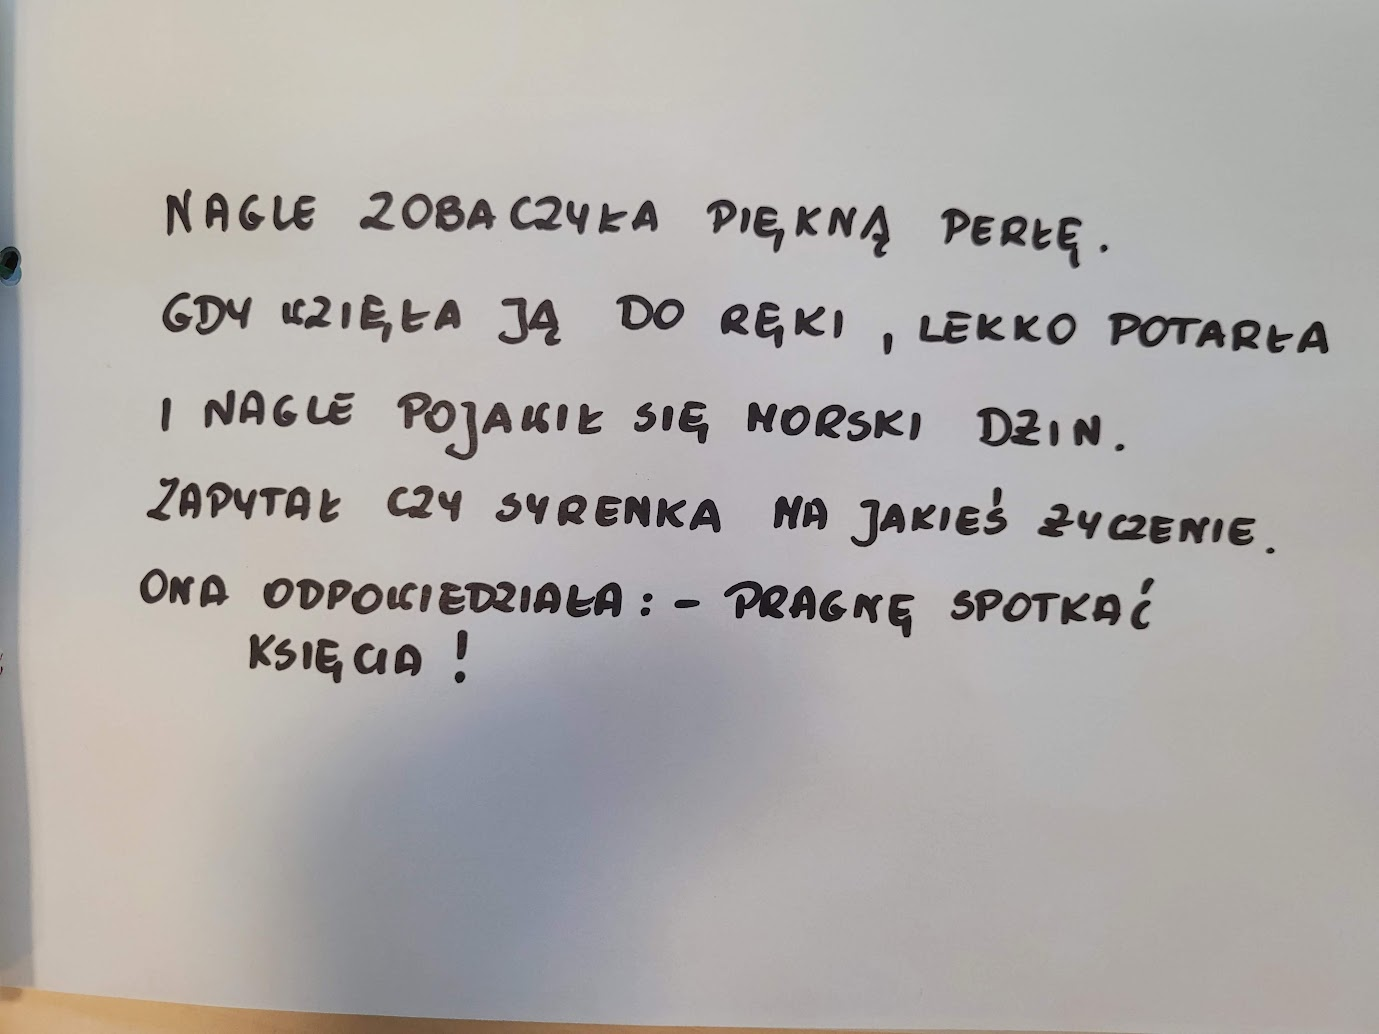 NAGLE ZOBACZYŁA PIĘKNĄ PERŁĘ.
GDY WZIĘŁA JĄ DO RĘKI, LEKKO POTARŁA
I NAGLE POJAWIŁ SIĘ MORSKI DŻIN.
ZAPYTAŁ CZY SYRENKA MA JAKIEŚ ŻYCZENIE.
ONA ODPOWIEDZIAŁA: - PRAGNĘ SPOTKAĆ
KSIĘCIA!